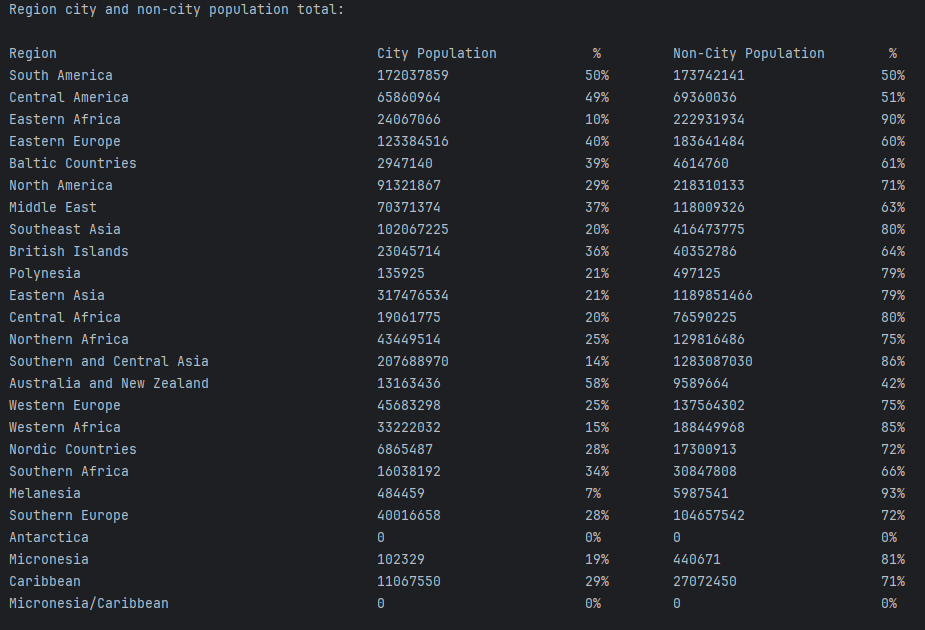 Region city and non-city population total:
Region City Population % Non-City Population %
South America 172037859 50% 173742141 50%
Central America 65860964 49% 69360036 51%
Eastern Africa 24067066 10% 222931934 90%
Eastern Europe 123384516 40% 183641484 60%
Baltic Countries 2947140 39% 4614760 61%
North America 91321867 29% 218310133 71%
Middle East 70371374 37% 118009326 63%
Southeast Asia 102067225 20% 416473775 80%
British Islands 23045714 36% 40352786 64%
Polynesia 135925 21% 497125 79%
Eastern Asia 317476534 21% 1189851466 79%
Central Africa 19061775 20% 76590225 80%
Northern Africa 43449514 25% 129816486 75%
Southern and Central Asia 207688970 14% 1283087030 86%
Australia and New Zealand 13163436 58% 9589664 42%
Western Europe 45683298 25% 137564302 75%
Western Africa 33222032 15% 188449968 85%
Nordic Countries 6865487 28% 17300913 72%
Southern Africa 16038192 34% 30847808 66%
Melanesia 484459 7% 5987541 93%
Southern Europe 40016658 28% 104657542 72%
Antarctica 0 0% 0 0%
Micronesia 102329 19% 440671 81%
Caribbean 11067550 29% 27072450 71%
Micronesia/Caribbean 0 0% 0 0%